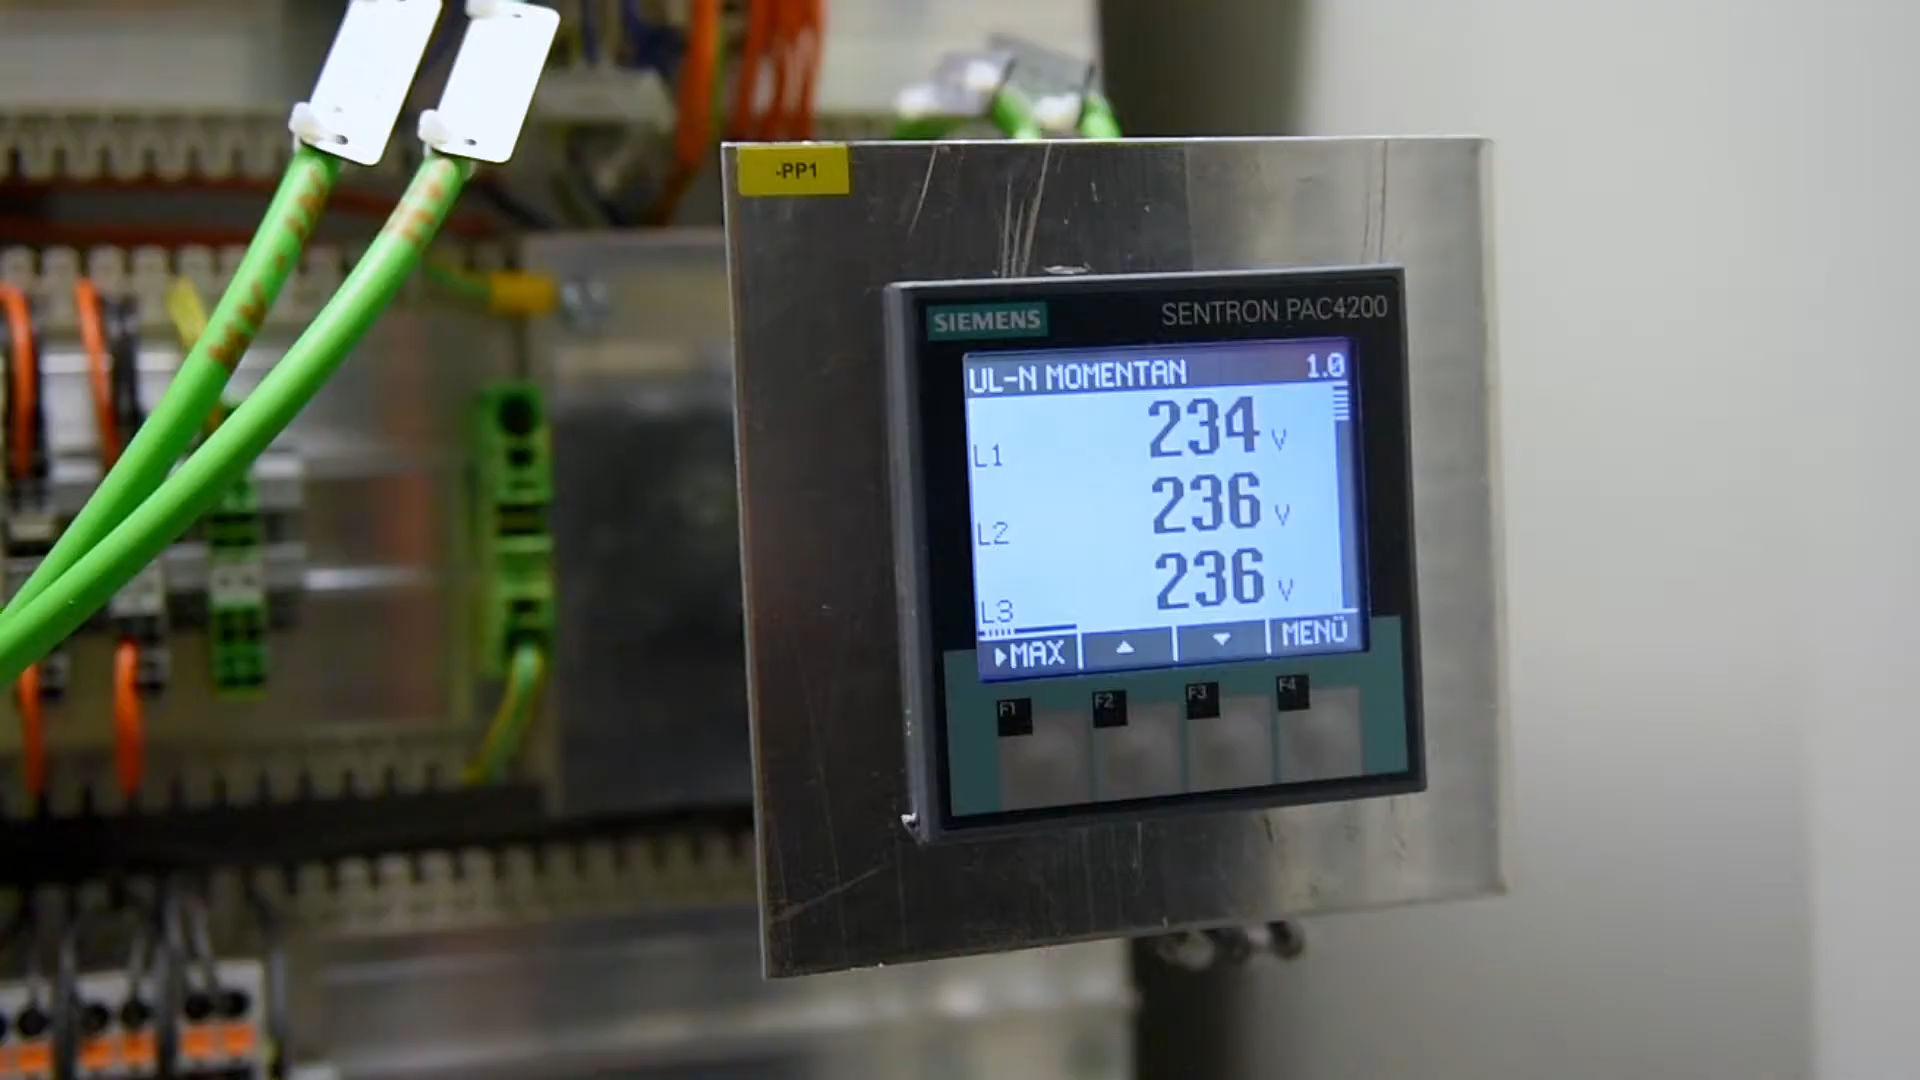 -PP1
SIEMENS
SENTRON PAC4200
UL-N MOMENTAN 1.0
L1 234 V
L2 236 V
L3 236 V
▸MAX ▲ ▼ MENÜ
F1 F2 F3 F4